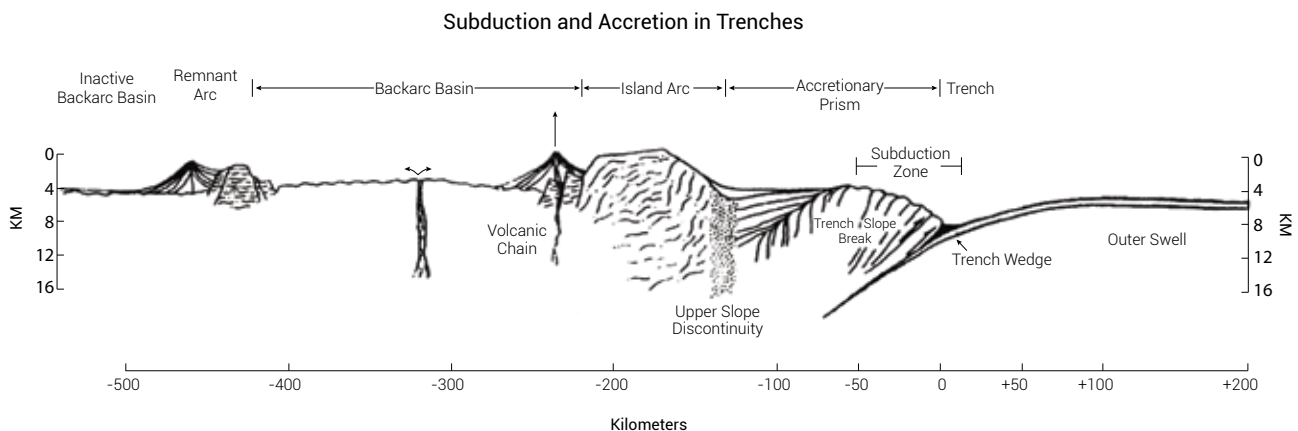 Subduction and Accretion in Trenches
Inactive
Backarc Basin
Remnant
Arc
Backarc Basin
Island Arc
Accretionary
Prism
Trench
Subduction
Zone
0
4
8
12
16
KM
0
4
8
12
16
KM
Volcanic
Chain
Trench Slope
Break
Trench Wedge
Outer Swell
Upper Slope
Discontinuity
-500
-400
-300
-200
-100
-50
0
+50
+100
+200
Kilometers